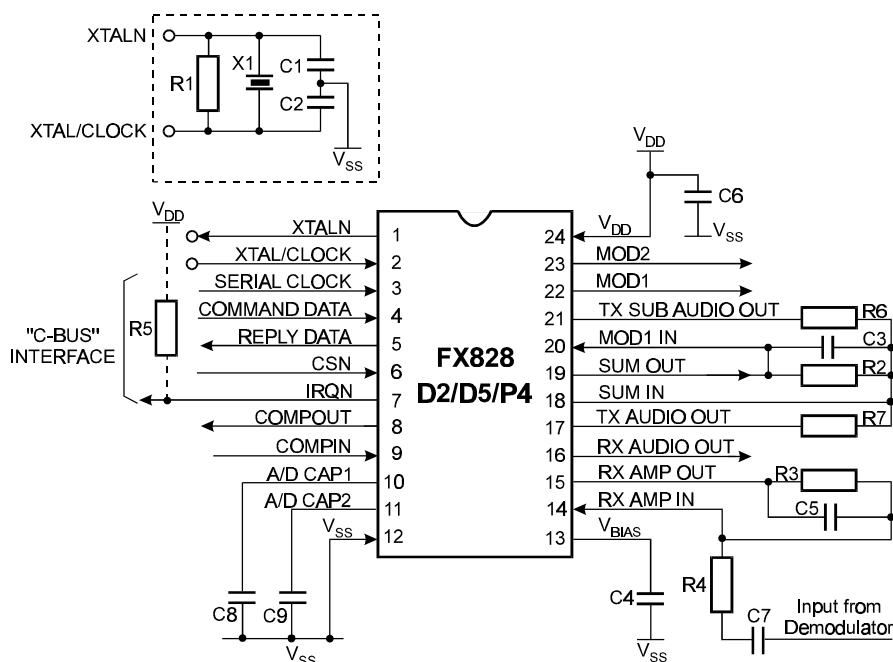 XTALN
R1
X1
C1
C2
XTAL/CLOCK
VSS
VDD
C6
VSS
VDD
XTALN
1
24
VDD
XTAL/CLOCK
2
23
MOD2
SERIAL CLOCK
3
22
MOD1
COMMAND DATA
4
21
TX SUB AUDIO OUT
R6
"C-BUS"
INTERFACE
R5
REPLY DATA
5
20
MOD1 IN
C3
FX828
D2/D5/P4
CSN
6
19
SUM OUT
R2
IRQN
7
18
SUM IN
COMPOUT
8
17
TX AUDIO OUT
R7
COMPIN
9
16
RX AUDIO OUT
A/D CAP1
10
15
RX AMP OUT
R3
A/D CAP2
11
14
RX AMP IN
C5
VSS
12
13
VBIAS
C8
C9
VSS
C4
VSS
R4
C7
Input from
Demodulator